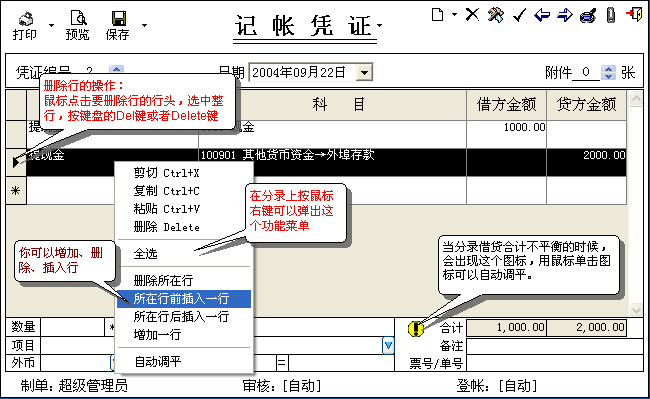 记 帐 凭 证
打印
预览
保存
凭证编号 2
日期 2004年09月22日
附件 0 张
删除行的操作：
鼠标点击要删除行的行头，选中整
行，按键盘的Del键或者Delete键
科 目
借方金额
贷方金额
1000.00
提现金
100901 其他货币资金→外埠存款
2000.00
*
剪切 Ctrl+X
复制 Ctrl+C
粘贴 Ctrl+V
删除 Delete
全选
删除所在行
所在行前插入一行
所在行后插入一行
增加一行
自动调平
在分录上按鼠标
右键可以弹出这
个功能菜单
你可以增加、删
除、插入行
当分录借贷合计不平衡的时候，
会出现这个图标，用鼠标单击图
标可以自动调平。
数量
*
合计
1,000.00
2,000.00
项目
备注
外币
=
票号/单号
制单：超级管理员
审核：[自动]
登帐：[自动]